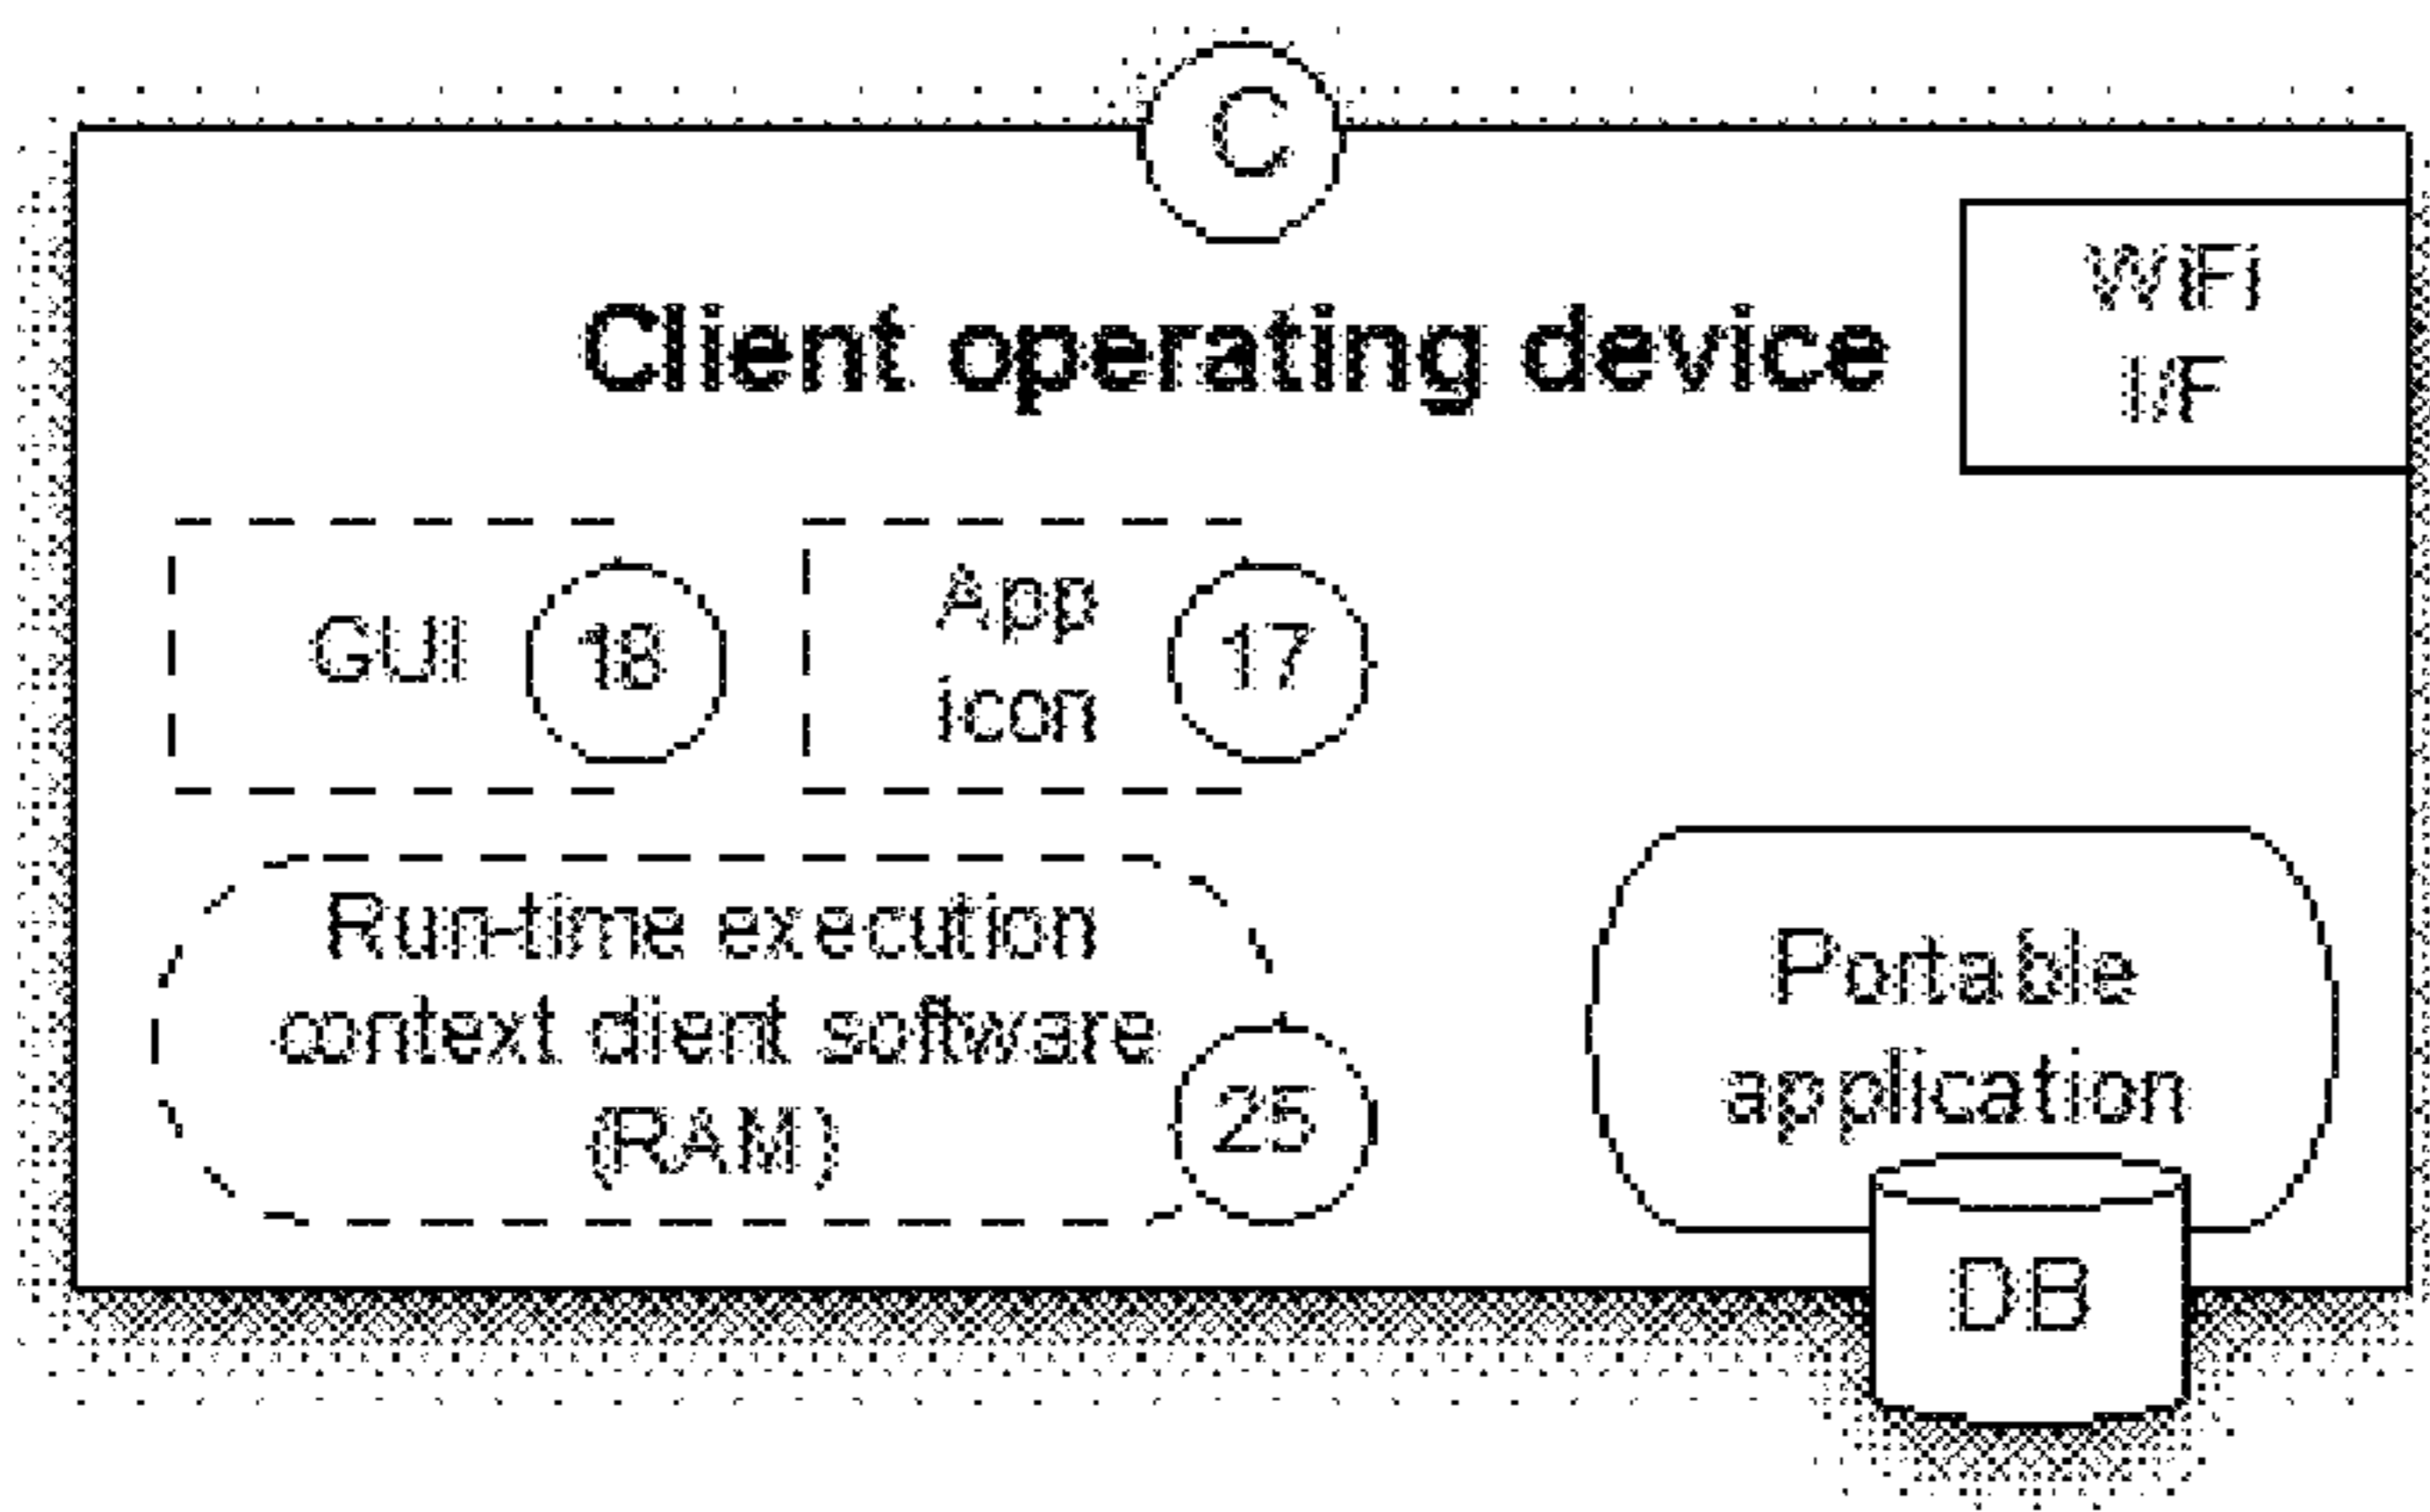 C
Client operating device
WiFi
I/F
GUI
18
App
icon
17
Run-time execution
context client software
(RAM)
25
Portable
application
DB